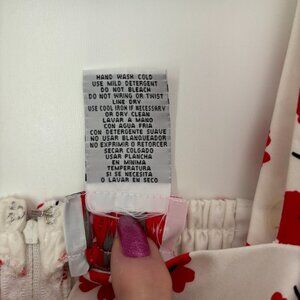 HAND WASH COLD
USE MILD DETERGENT
DO NOT BLEACH
DO NOT WRING OR TWIST
LINE DRY
USE COOL IRON IF NECESSARY
OR DRY CLEAN
LAVAR A MANO
CON AGUA FRIA
CON DETERGENTE SUAVE
NO USAR BLANQUEADOR
NO EXPRIMIR O RETORCER
SECAR COLGADO
USAR PLANCHA
EN MINIMA
TEMPERATURA
SI SE NECESITA
O LAVAR EN SECO